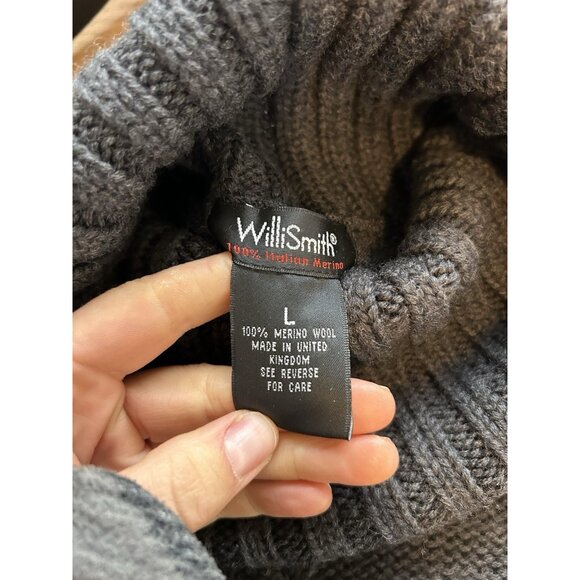 WilliSmith®
100% Italian Merino
L
100% MERINO WOOL
MADE IN UNITED
KINGDOM
SEE REVERSE
FOR CARE